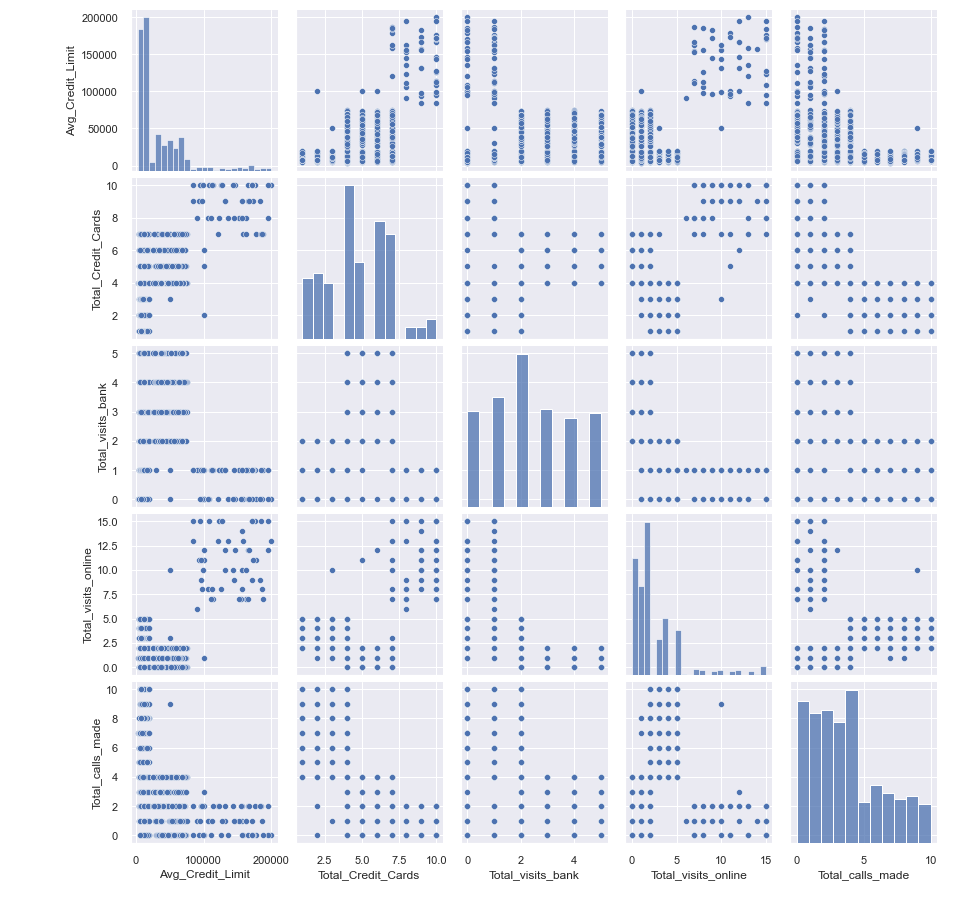 200000
150000
100000
50000
0
Avg_Credit_Limit
10
8
6
4
2
Total_Credit_Cards
5
4
3
2
1
0
Total_visits_bank
15.0
12.5
10.0
7.5
5.0
2.5
0.0
Total_visits_online
10
8
6
4
2
0
Total_calls_made
0 100000 200000
2.5 5.0 7.5 10.0
0 2 4
0 5 10 15
0 5 10
Avg_Credit_Limit
Total_Credit_Cards
Total_visits_bank
Total_visits_online
Total_calls_made